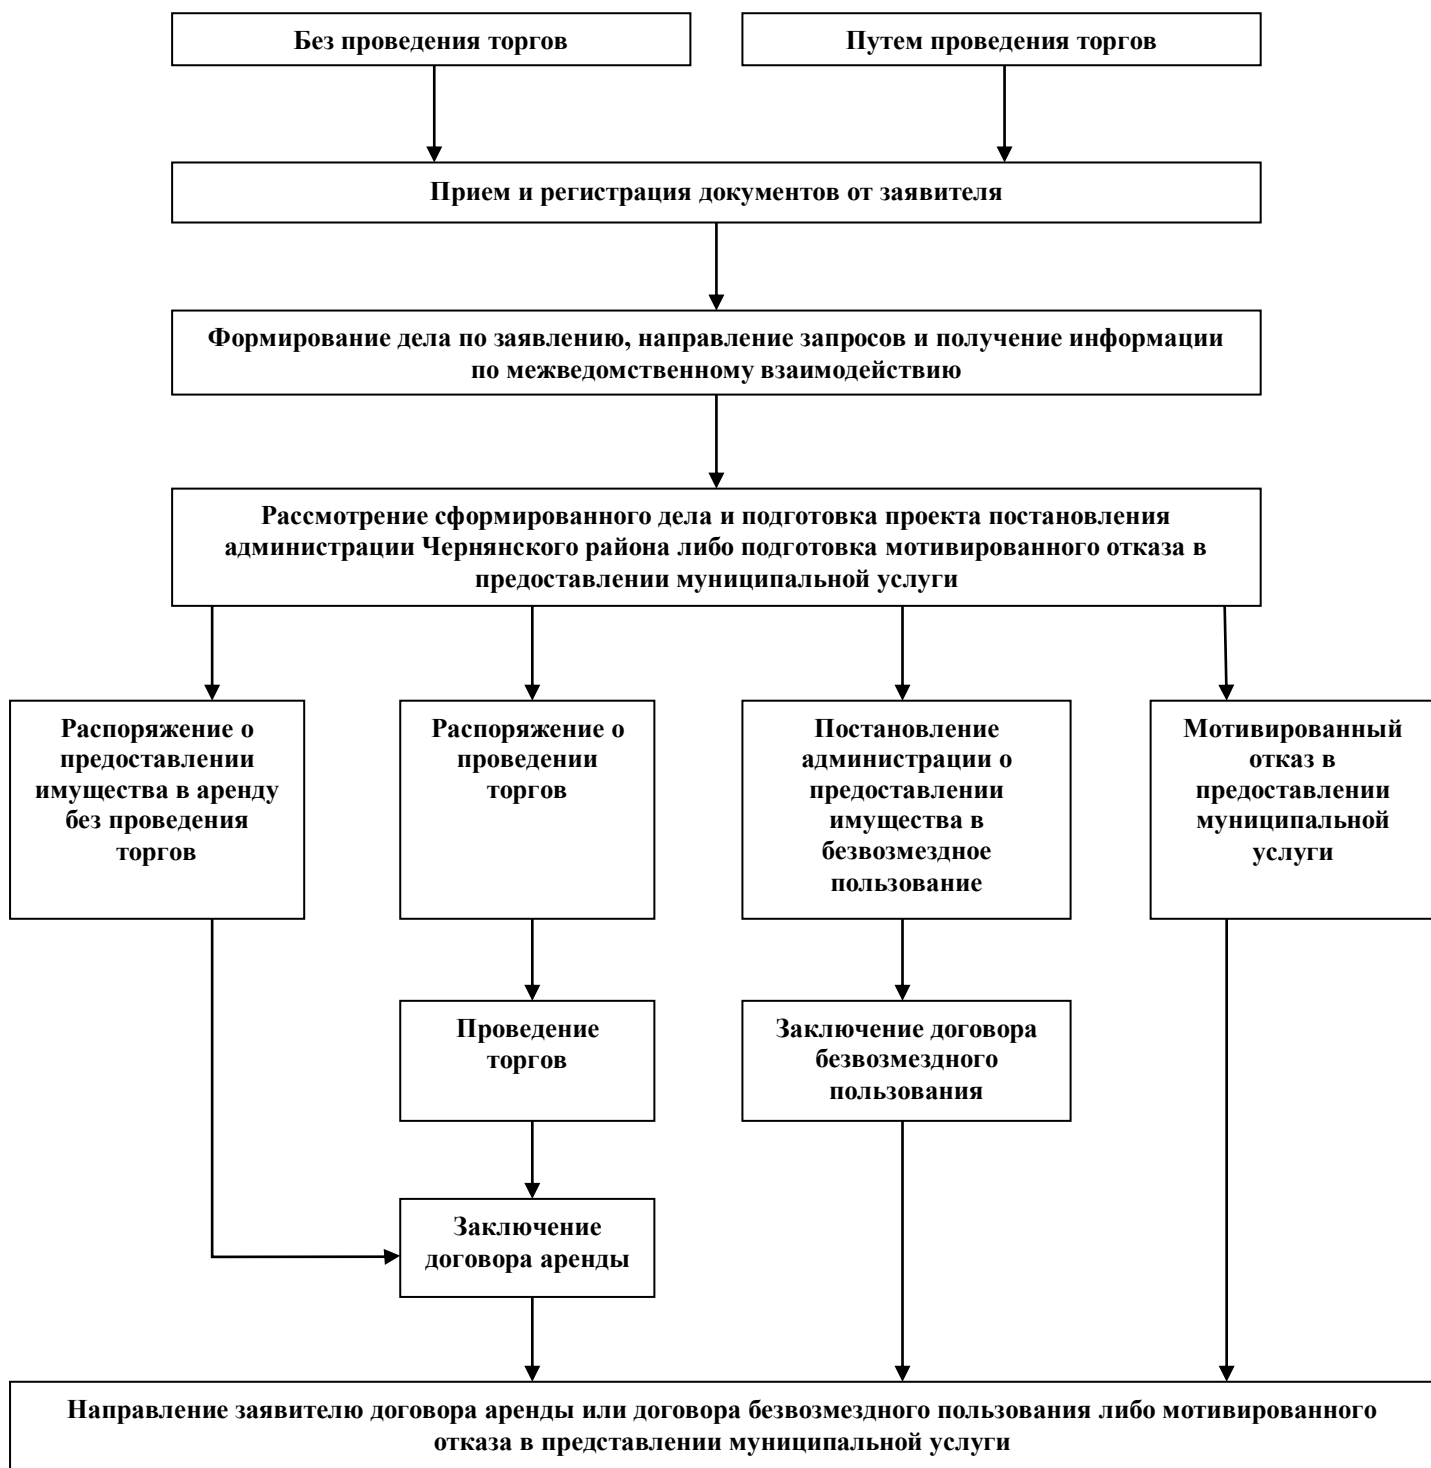 Без проведения торгов
Путем проведения торгов
Прием и регистрация документов от заявителя
Формирование дела по заявлению, направление запросов и получение информации
по межведомственному взаимодействию
Рассмотрение сформированного дела и подготовка проекта постановления
администрации Чернянского района либо подготовка мотивированного отказа в
предоставлении муниципальной услуги
Распоряжение о
предоставлении
имущества в аренду
без проведения
торгов
Распоряжение о
проведении
торгов
Постановление
администрации о
предоставлении
имущества в
безвозмездное
пользование
Мотивированный
отказ в
предоставлении
муниципальной
услуги
Проведение
торгов
Заключение договора
безвозмездного
пользования
Заключение
договора аренды
Направление заявителю договора аренды или договора безвозмездного пользования либо мотивированного
отказа в представлении муниципальной услуги